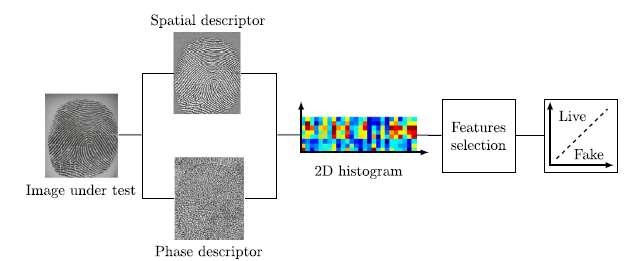 Spatial descriptor
Image under test
Phase descriptor
2D histogram
Features
selection
Live
Fake